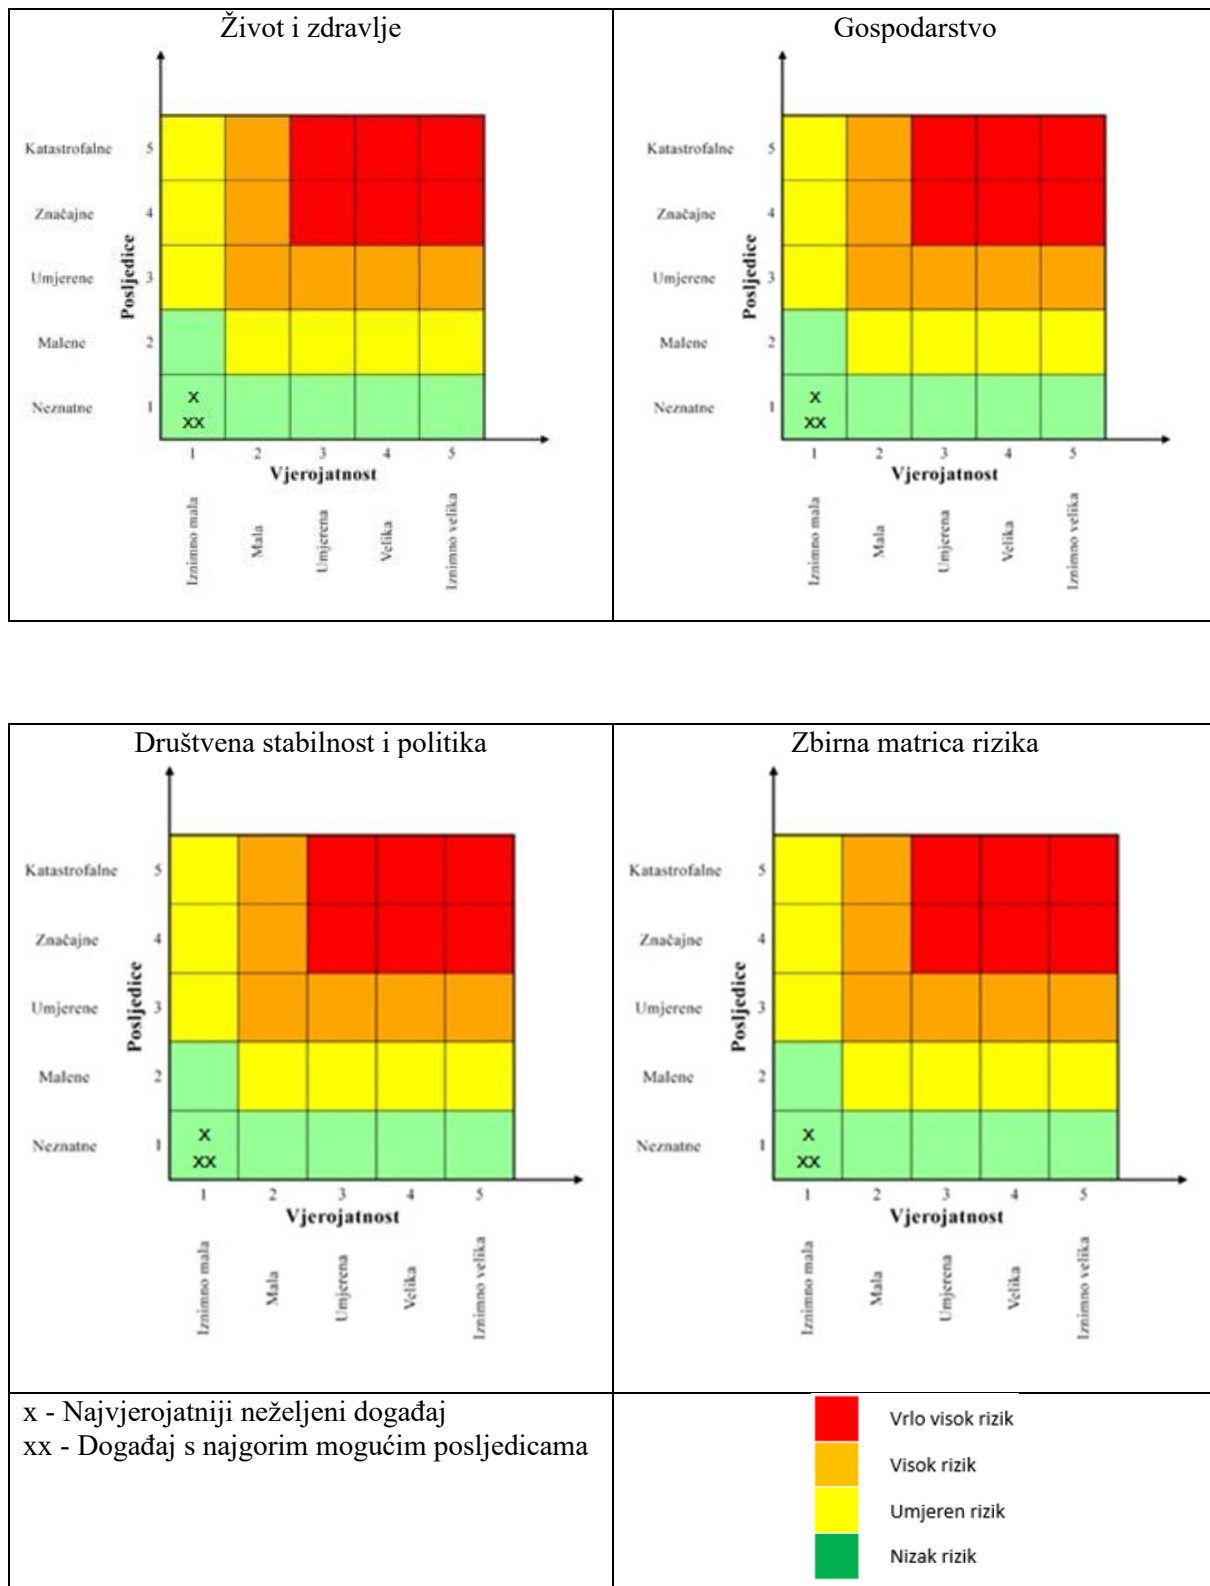 Život i zdravlje
Katastrofalne 5
Značajne 4
Umjerene 3
Malene 2
Neznatne 1
Posljedice
x
xx
1 2 3 4 5
Vjerojatnost
Iznimno mala
Mala
Umjerena
Velika
Iznimno velika
Gospodarstvo
Katastrofalne 5
Značajne 4
Umjerene 3
Malene 2
Neznatne 1
Posljedice
x
xx
1 2 3 4 5
Vjerojatnost
Iznimno mala
Mala
Umjerena
Velika
Iznimno velika
Društvena stabilnost i politika
Katastrofalne 5
Značajne 4
Umjerene 3
Malene 2
Neznatne 1
Posljedice
x
xx
1 2 3 4 5
Vjerojatnost
Iznimno mala
Mala
Umjerena
Velika
Iznimno velika
Zbirna matrica rizika
Katastrofalne 5
Značajne 4
Umjerene 3
Malene 2
Neznatne 1
Posljedice
x
xx
1 2 3 4 5
Vjerojatnost
Iznimno mala
Mala
Umjerena
Velika
Iznimno velika
x - Najvjerojatniji neželjeni događaj
xx - Događaj s najgorim mogućim posljedicama
Vrlo visok rizik
Visok rizik
Umjeren rizik
Nizak rizik